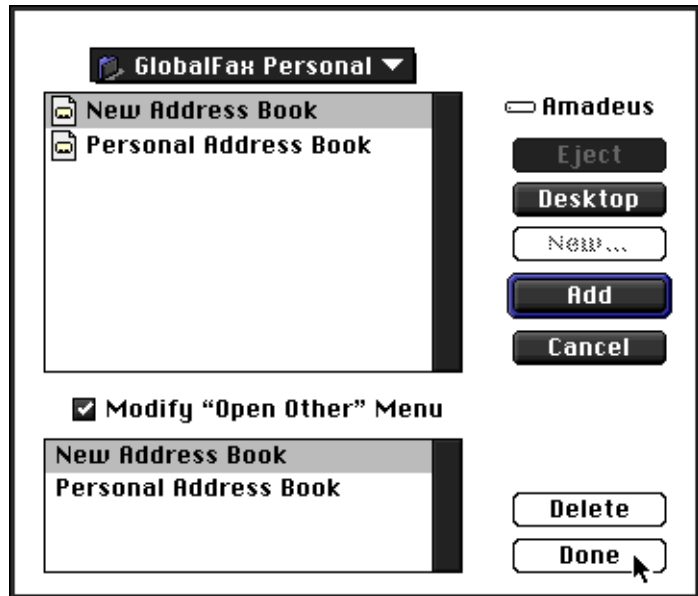 GlobalFax Personal
New Address Book
Personal Address Book
Amadeus
Eject
Desktop
New...
Add
Cancel
Modify “Open Other” Menu
New Address Book
Personal Address Book
Delete
Done